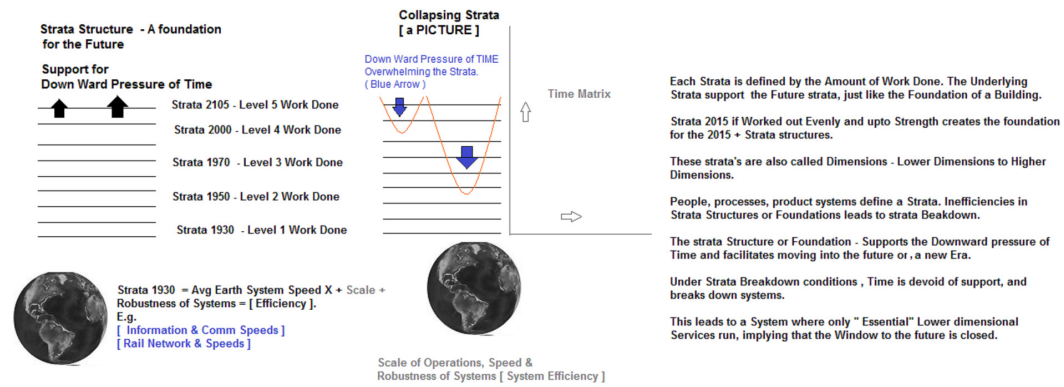 Strata Structure - A foundation
for the Future
Support for
Down Ward Pressure of Time
Strata 2105 - Level 5 Work Done
Strata 2000 - Level 4 Work Done
Strata 1970 - Level 3 Work Done
Strata 1950 - Level 2 Work Done
Strata 1930 - Level 1 Work Done
Strata 1930 = Avg Earth System Speed X + Scale +
Robustness of Systems = [ Efficiency ].
E.g.
[ Information & Comm Speeds ]
[ Rail Network & Speeds ]
Collapsing Strata
[ a PICTURE ]
Down Ward Pressure of TIME
Overwhelming the Strata.
( Blue Arrow )
Time Matrix
Scale of Operations, Speed &
Robustness of Systems [ System Efficiency ]
Each Strata is defined by the Amount of Work Done. The Underlying
Strata support the Future strata, just like the Foundation of a Building.
Strata 2015 if Worked out Evenly and upto Strength creates the foundation
for the 2015 + Strata structures.
These strata's are also called Dimensions - Lower Dimensions to Higher
Dimensions.
People, processes, product systems define a Strata. Inefficiencies in
Strata Structures or Foundations leads to strata Beakdown.
The strata Structure or Foundation - Supports the Downward pressure of
Time and facilitates moving into the future or , a new Era.
Under Strata Breakdown conditions , Time is devoid of support, and
breaks down systems.
This leads to a System where only " Essential" Lower dimensional
Services run, implying that the Window to the future is closed.